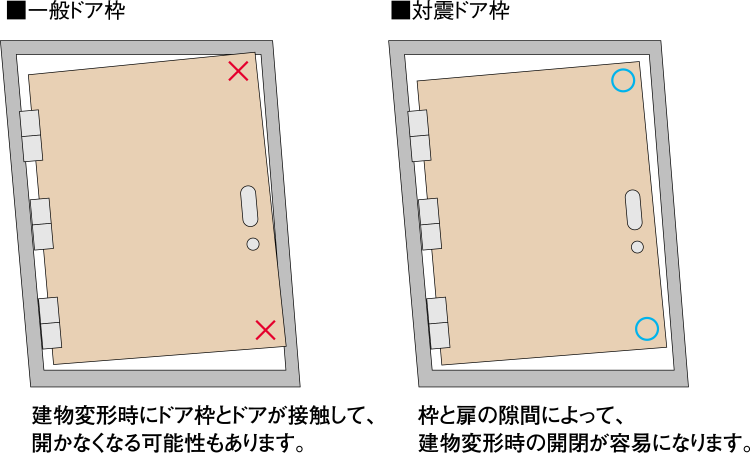 ■一般ドア枠
■対震ドア枠
建物変形時にドア枠とドアが接触して、
開かなくなる可能性もあります。
枠と扉の隙間によって、
建物変形時の開閉が容易になります。